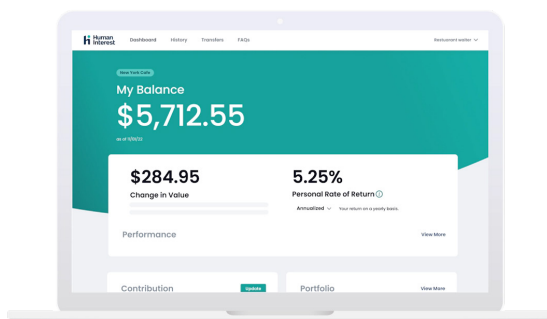 Human
Interest
Dashboard History Transfers FAQs
Restaurant waiter
New York Cafe
My Balance
$5,712.55
$284.95
Change in Value
5.25%
Personal Rate of Return
Annualized Your return on a yearly basis
Performance
View More
Contribution
Update
Portfolio
View More